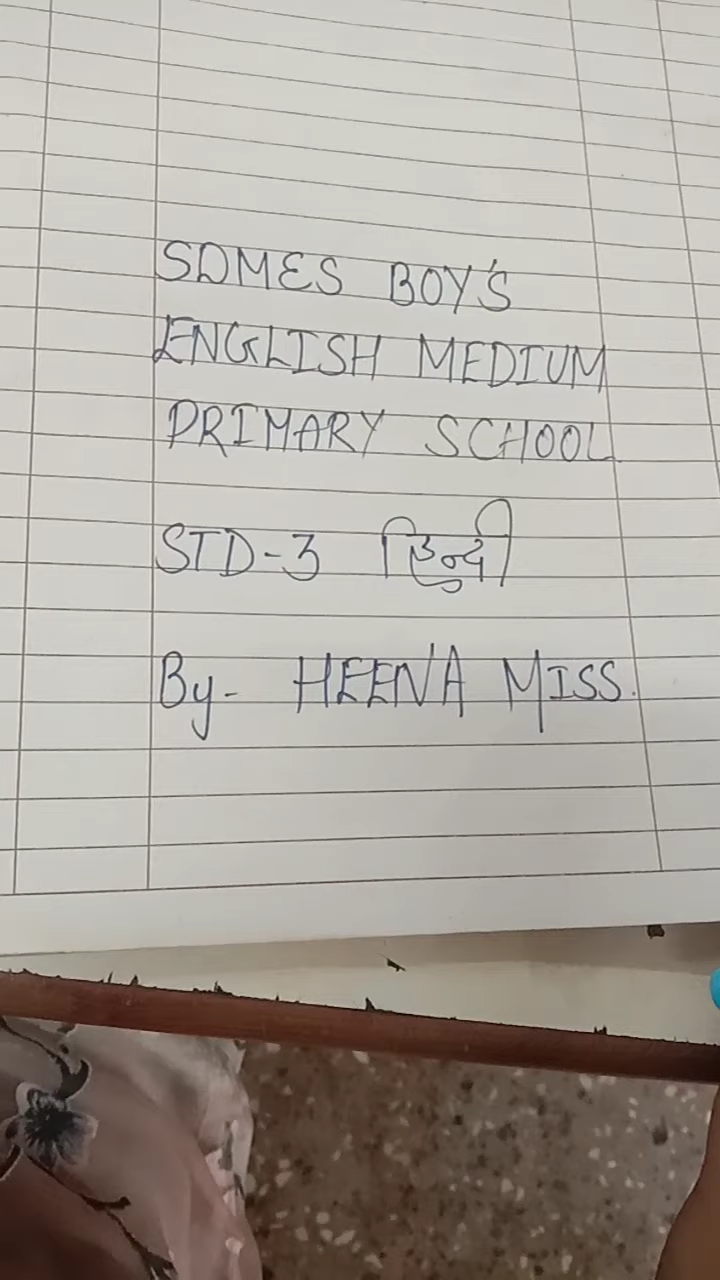 SDMES BOY'S
ENGLISH MEDIUM
PRIMARY SCHOOL
STD-3 हिन्दी
By- HEENA MISS.